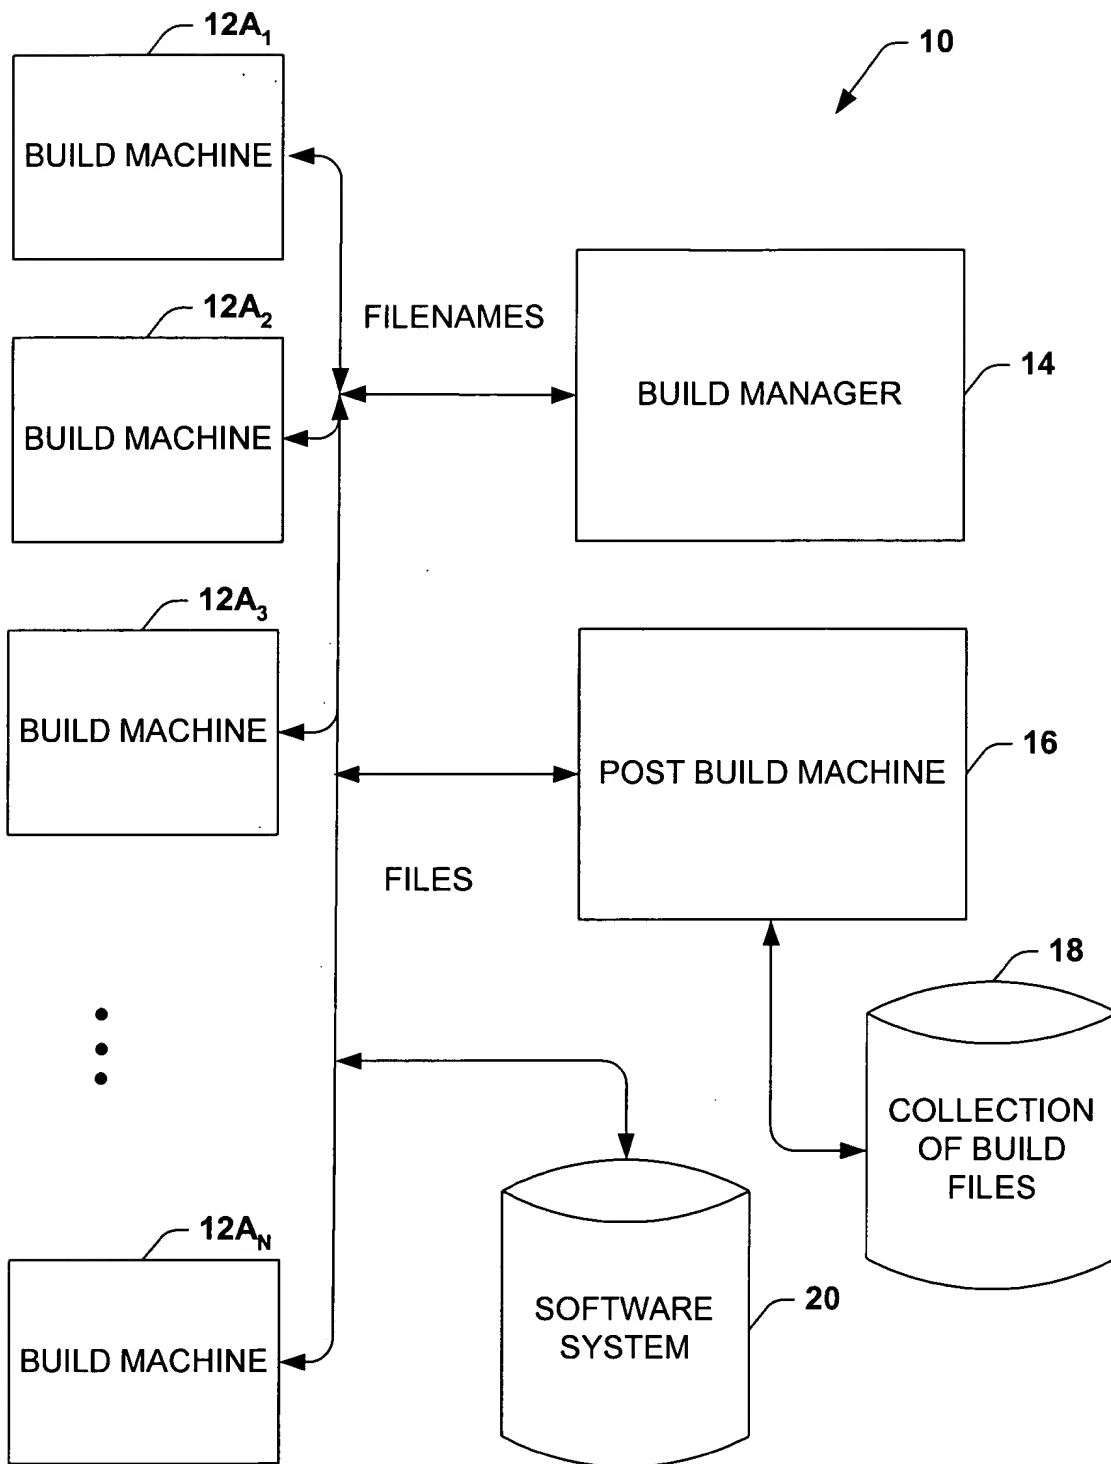 12A₁
10
BUILD MACHINE
12A₂
FILENAMES
BUILD MACHINE
BUILD MANAGER
14
12A₃
BUILD MACHINE
POST BUILD MACHINE
16
FILES
18
COLLECTION
OF BUILD
FILES
12A_N
BUILD MACHINE
SOFTWARE
SYSTEM
20